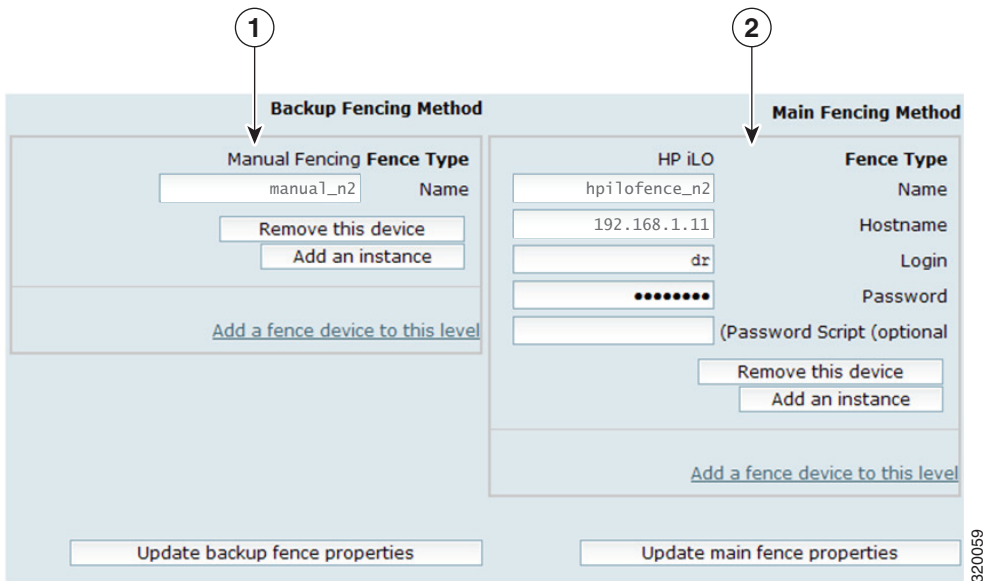 1
2
Backup Fencing Method
Manual Fencing Fence Type
manual_n2 Name
Remove this device
Add an instance
Add a fence device to this level
Update backup fence properties
Main Fencing Method
HP iLO Fence Type
hpilofence_n2 Name
192.168.1.11 Hostname
dr Login
•••••••• Password
(Password Script (optional
Remove this device
Add an instance
Add a fence device to this level
Update main fence properties
320059